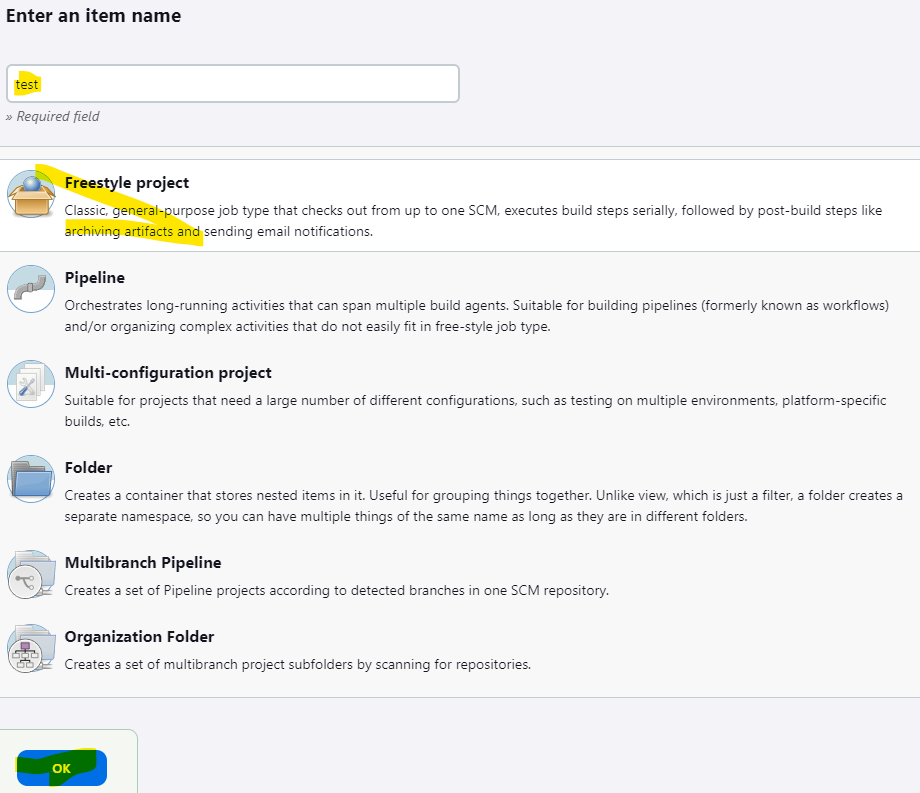 Enter an item name
test
» Required field
Freestyle project
Classic, general-purpose job type that checks out from up to one SCM, executes build steps serially, followed by post-build steps like
archiving artifacts and sending email notifications.
Pipeline
Orchestrates long-running activities that can span multiple build agents. Suitable for building pipelines (formerly known as workflows)
and/or organizing complex activities that do not easily fit in free-style job type.
Multi-configuration project
Suitable for projects that need a large number of different configurations, such as testing on multiple environments, platform-specific
builds, etc.
Folder
Creates a container that stores nested items in it. Useful for grouping things together. Unlike view, which is just a filter, a folder creates a
separate namespace, so you can have multiple things of the same name as long as they are in different folders.
Multibranch Pipeline
Creates a set of Pipeline projects according to detected branches in one SCM repository.
Organization Folder
Creates a set of multibranch project subfolders by scanning for repositories.
OK